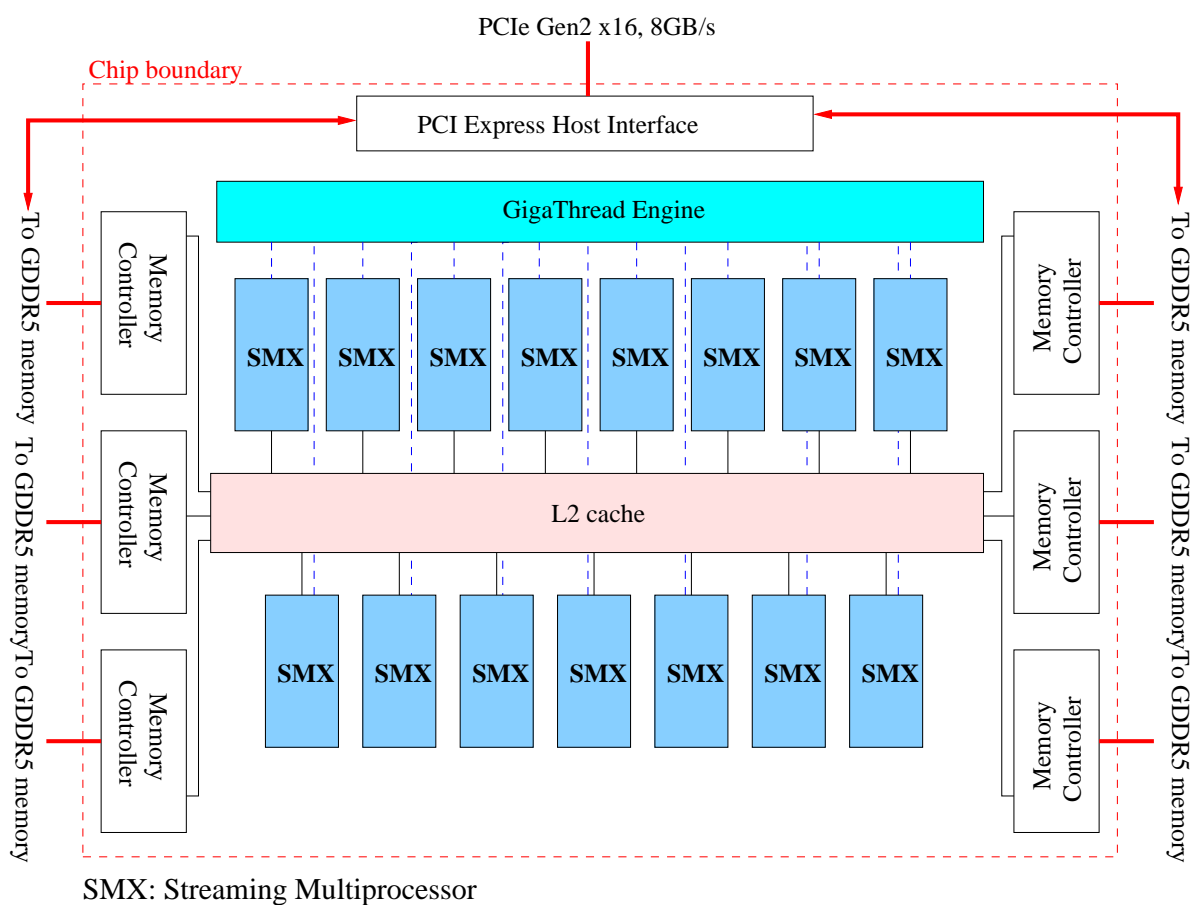 PCIe Gen2 x16, 8GB/s
Chip boundary
PCI Express Host Interface
GigaThread Engine
To GDDR5 memory
To GDDR5 memory
To GDDR5 memory
Memory
Controller
Memory
Controller
Memory
Controller
SMX
SMX
SMX
SMX
SMX
SMX
SMX
SMX
L2 cache
SMX
SMX
SMX
SMX
SMX
SMX
SMX
Memory
Controller
Memory
Controller
Memory
Controller
To GDDR5 memory
To GDDR5 memory
To GDDR5 memory
SMX: Streaming Multiprocessor